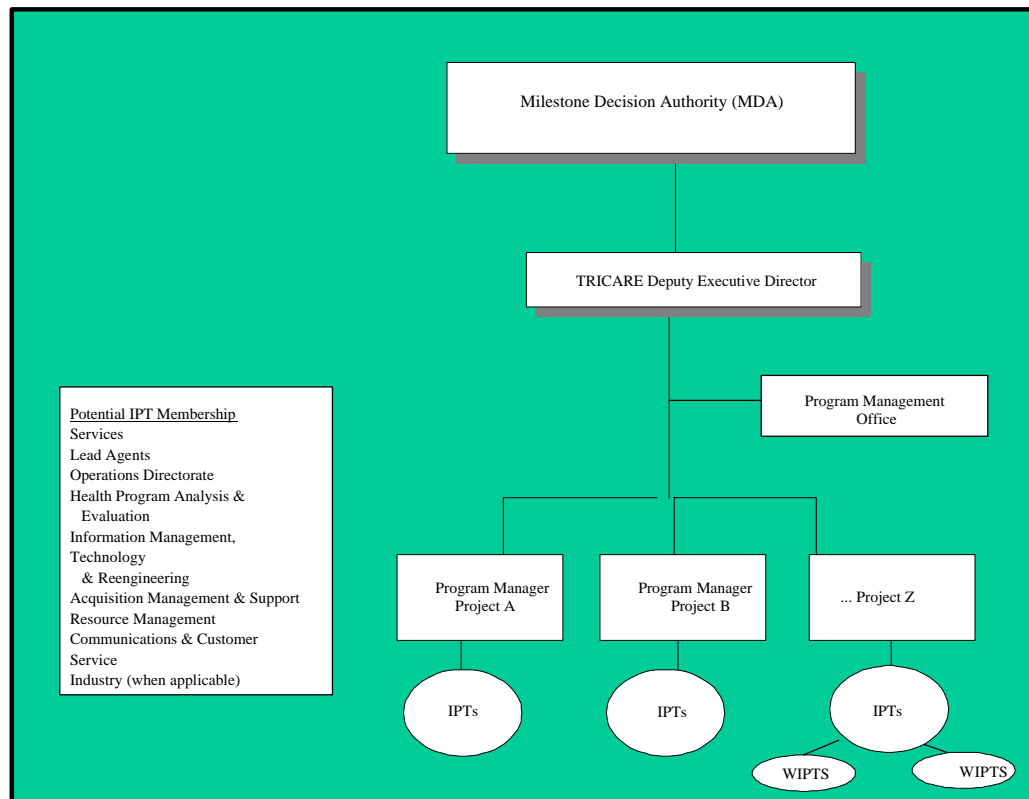 Milestone Decision Authority (MDA)
TRICARE Deputy Executive Director
Program Management
Office
Potential IPT Membership
Services
Lead Agents
Operations Directorate
Health Program Analysis &
Evaluation
Information Management,
Technology
& Reengineering
Acquisition Management & Support
Resource Management
Communications & Customer
Service
Industry (when applicable)
Program Manager
Project A
Program Manager
Project B
... Project Z
IPTs
IPTs
IPTs
WIPTS
WIPTS